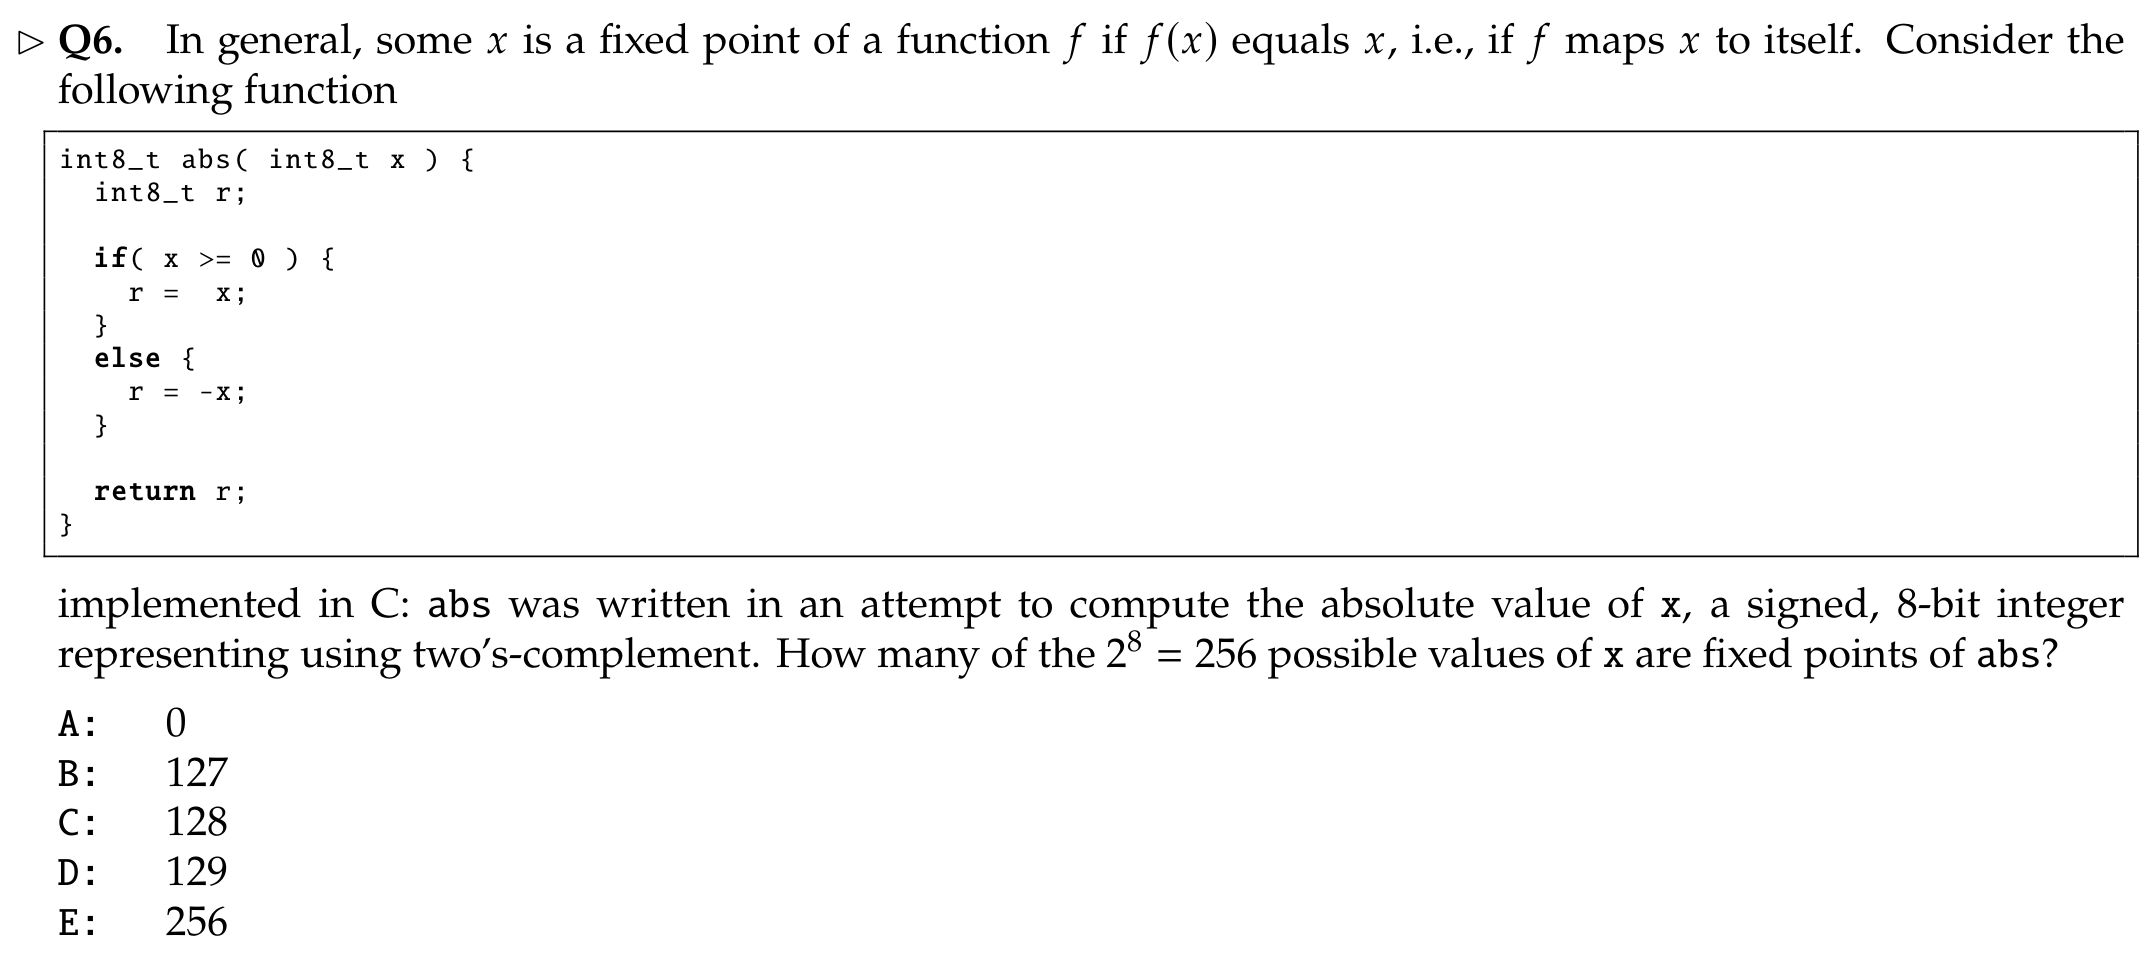 ▷ Q6. In general, some x is a fixed point of a function f if f(x) equals x, i.e., if f maps x to itself. Consider the
following function
int8_t abs( int8_t x ) {
  int8_t r;

  if( x >= 0 ) {
    r =  x;
  }
  else {
    r = -x;
  }

  return r;
}
implemented in C: abs was written in an attempt to compute the absolute value of x, a signed, 8-bit integer
representing using two's-complement. How many of the 2⁸ = 256 possible values of x are fixed points of abs?
A: 0
B: 127
C: 128
D: 129
E: 256